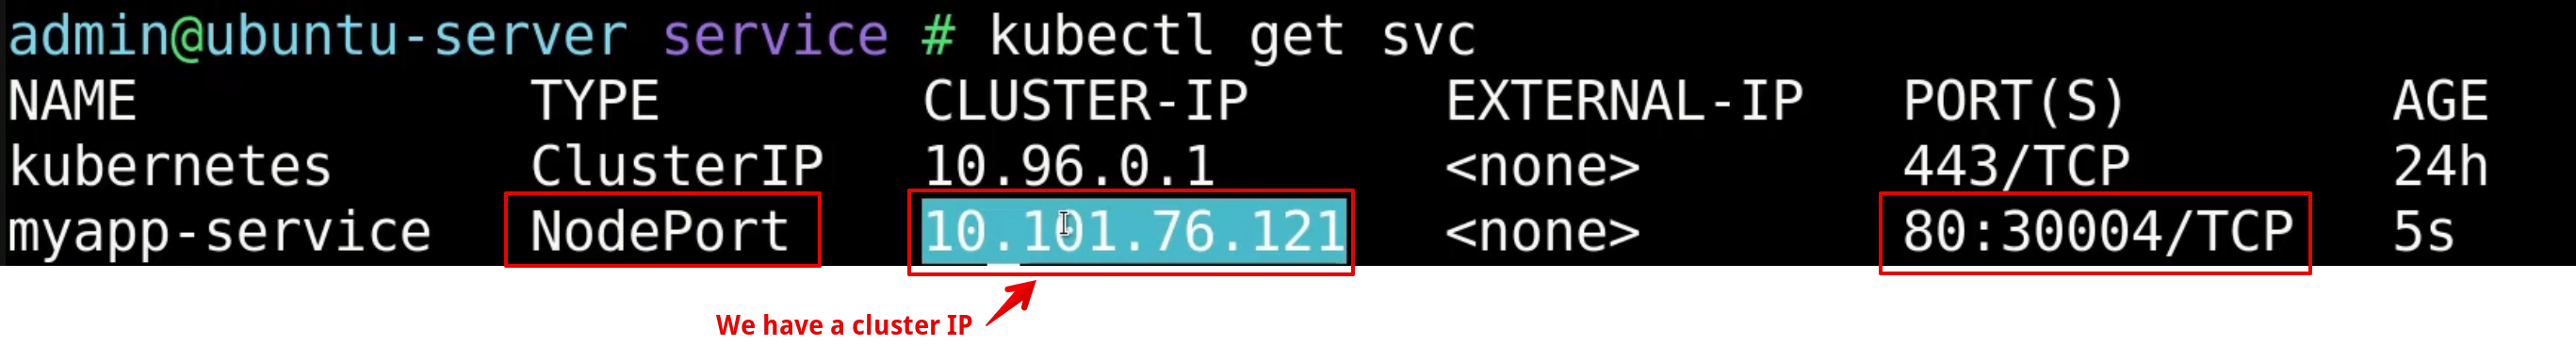 admin@ubuntu-server service # kubectl get svc
NAME TYPE CLUSTER-IP EXTERNAL-IP PORT(S) AGE
kubernetes ClusterIP 10.96.0.1 <none> 443/TCP 24h
myapp-service NodePort 10.101.76.121 <none> 80:30004/TCP 5s
We have a cluster IP